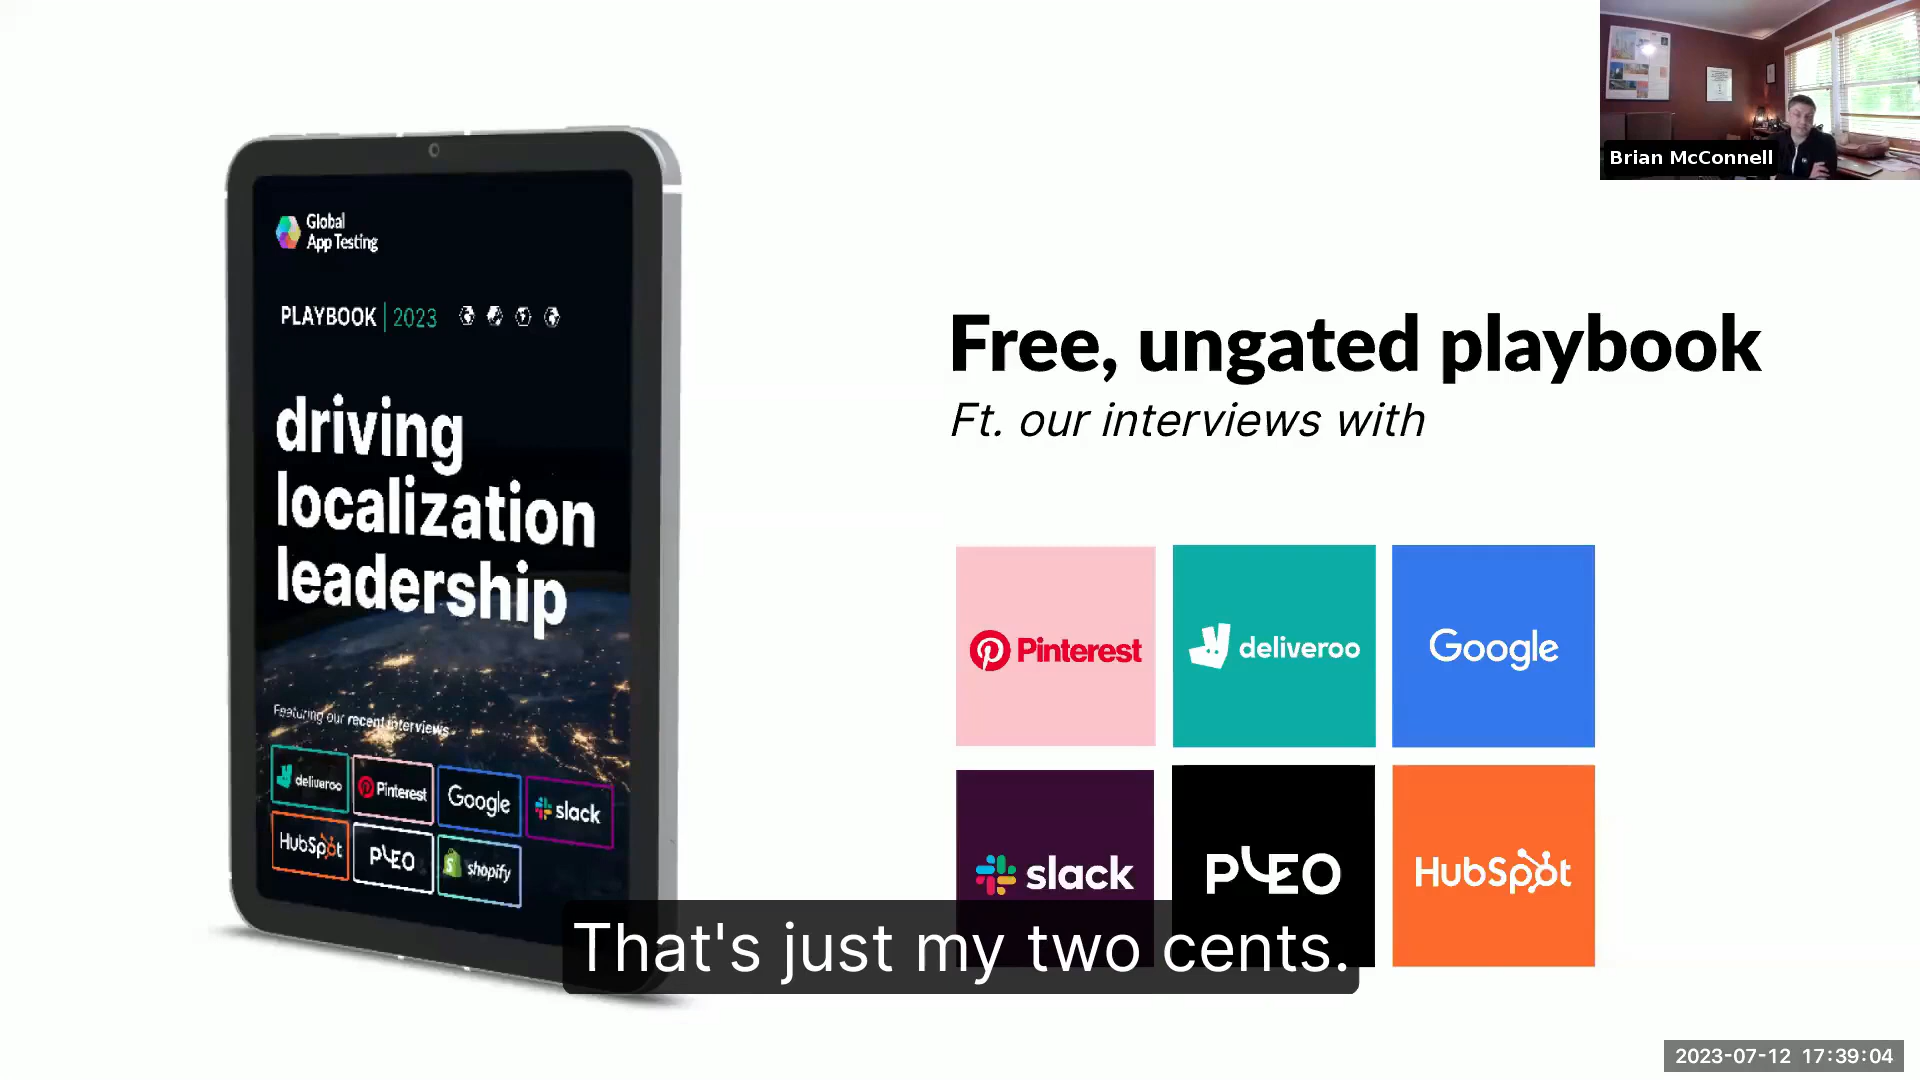 Brian McConnell
Global
App Testing
PLAYBOOK | 2023
driving
localization
leadership
Featuring our recent interviews
deliveroo
Pinterest
Google
slack
HubSpot
PLEO
shopify
Free, ungated playbook
Ft. our interviews with
Pinterest
deliveroo
Google
slack
PLEO
HubSpot
That's just my two cents.
2023-07-12 17:39:04